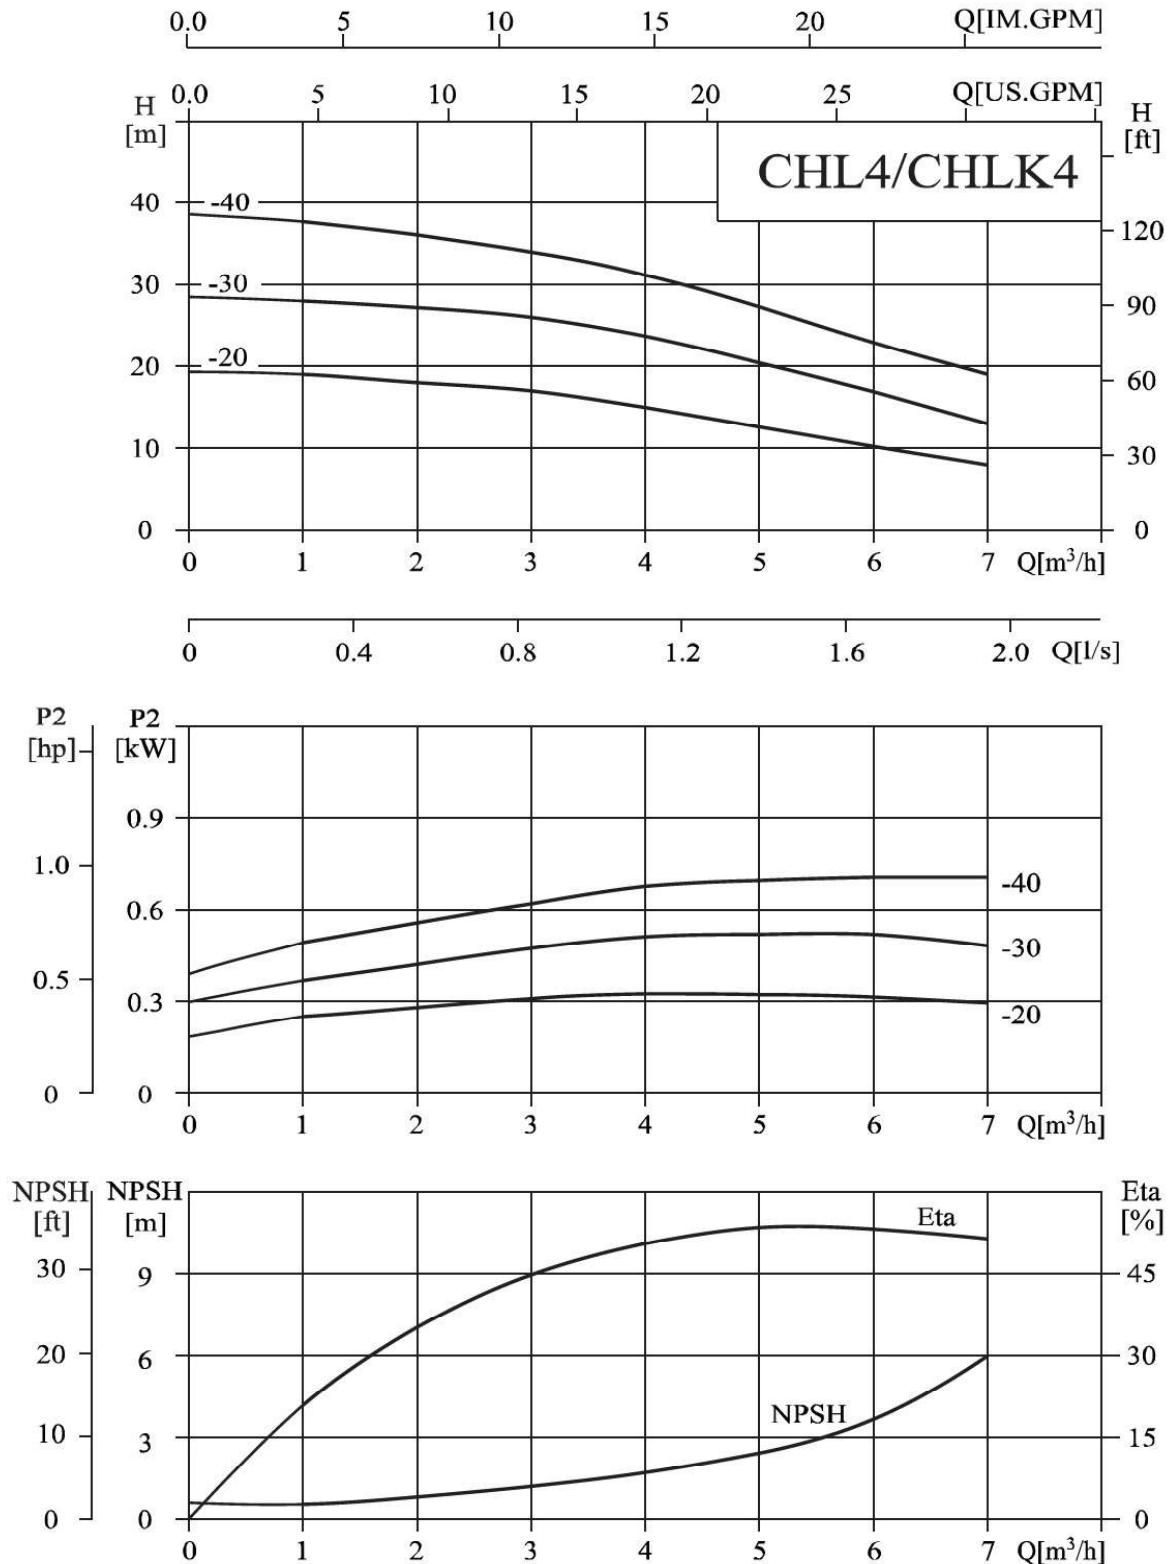 0.0 5 10 15 20 Q[IM.GPM]
0.0 5 10 15 20 25 Q[US.GPM]
H
[m]
H
[ft]
CHL4/CHLK4
-40
40
120
-30
30
90
-20
20
60
10
30
0
0
0 1 2 3 4 5 6 7 Q[m³/h]
0 0.4 0.8 1.2 1.6 2.0 Q[l/s]
P2
[hp]
P2
[kW]
0.9
1.0
-40
0.6
-30
0.5
0.3
-20
0
0
0 1 2 3 4 5 6 7 Q[m³/h]
NPSH
[ft]
NPSH
[m]
Eta
[%]
Eta
30
9
45
20
6
30
NPSH
10
3
15
0
0
0
0 1 2 3 4 5 6 7 Q[m³/h]